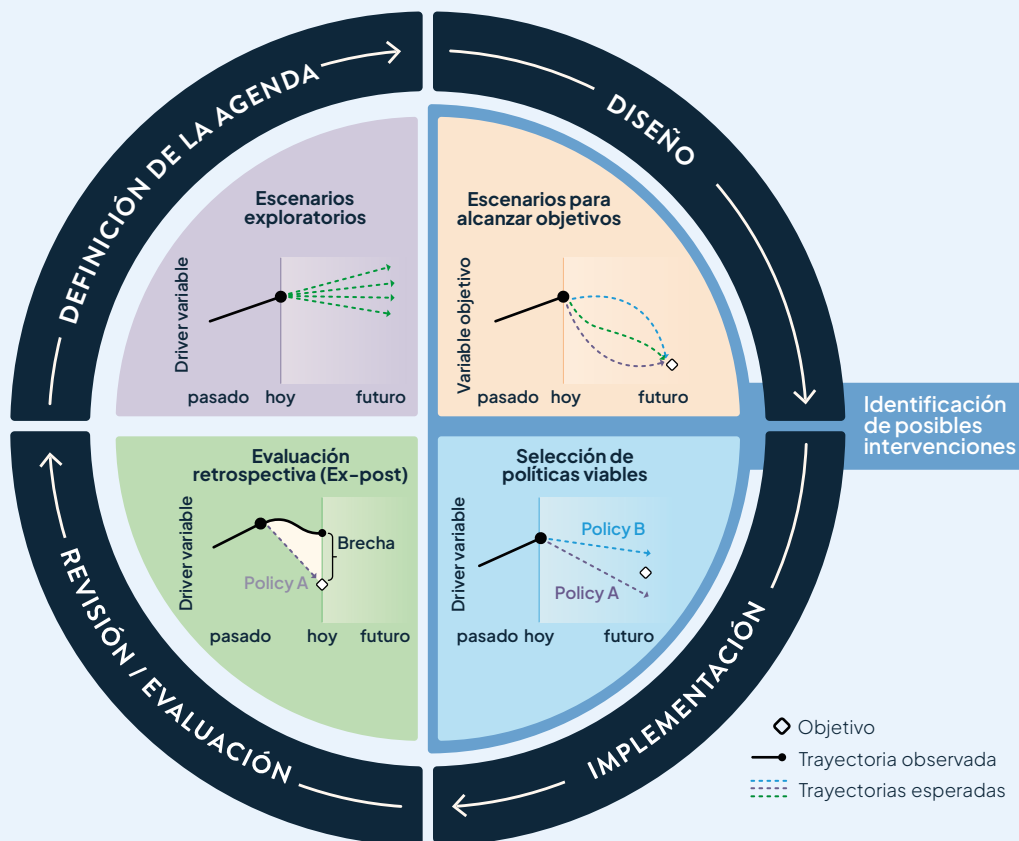 DEFINICIÓN DE LA AGENDA
DISEÑO
Escenarios
exploratorios
Driver variable
pasado hoy futuro
Escenarios para
alcanzar objetivos
Variable objetivo
pasado hoy futuro
Identificación
de posibles
intervenciones
Evaluación
retrospectiva (Ex-post)
Driver variable
Brecha
Policy A
pasado hoy futuro
Selección de
políticas viables
Driver variable
Policy B
Policy A
pasado hoy futuro
REVISIÓN / EVALUACIÓN
IMPLEMENTACIÓN
Objetivo
Trayectoria observada
Trayectorias esperadas